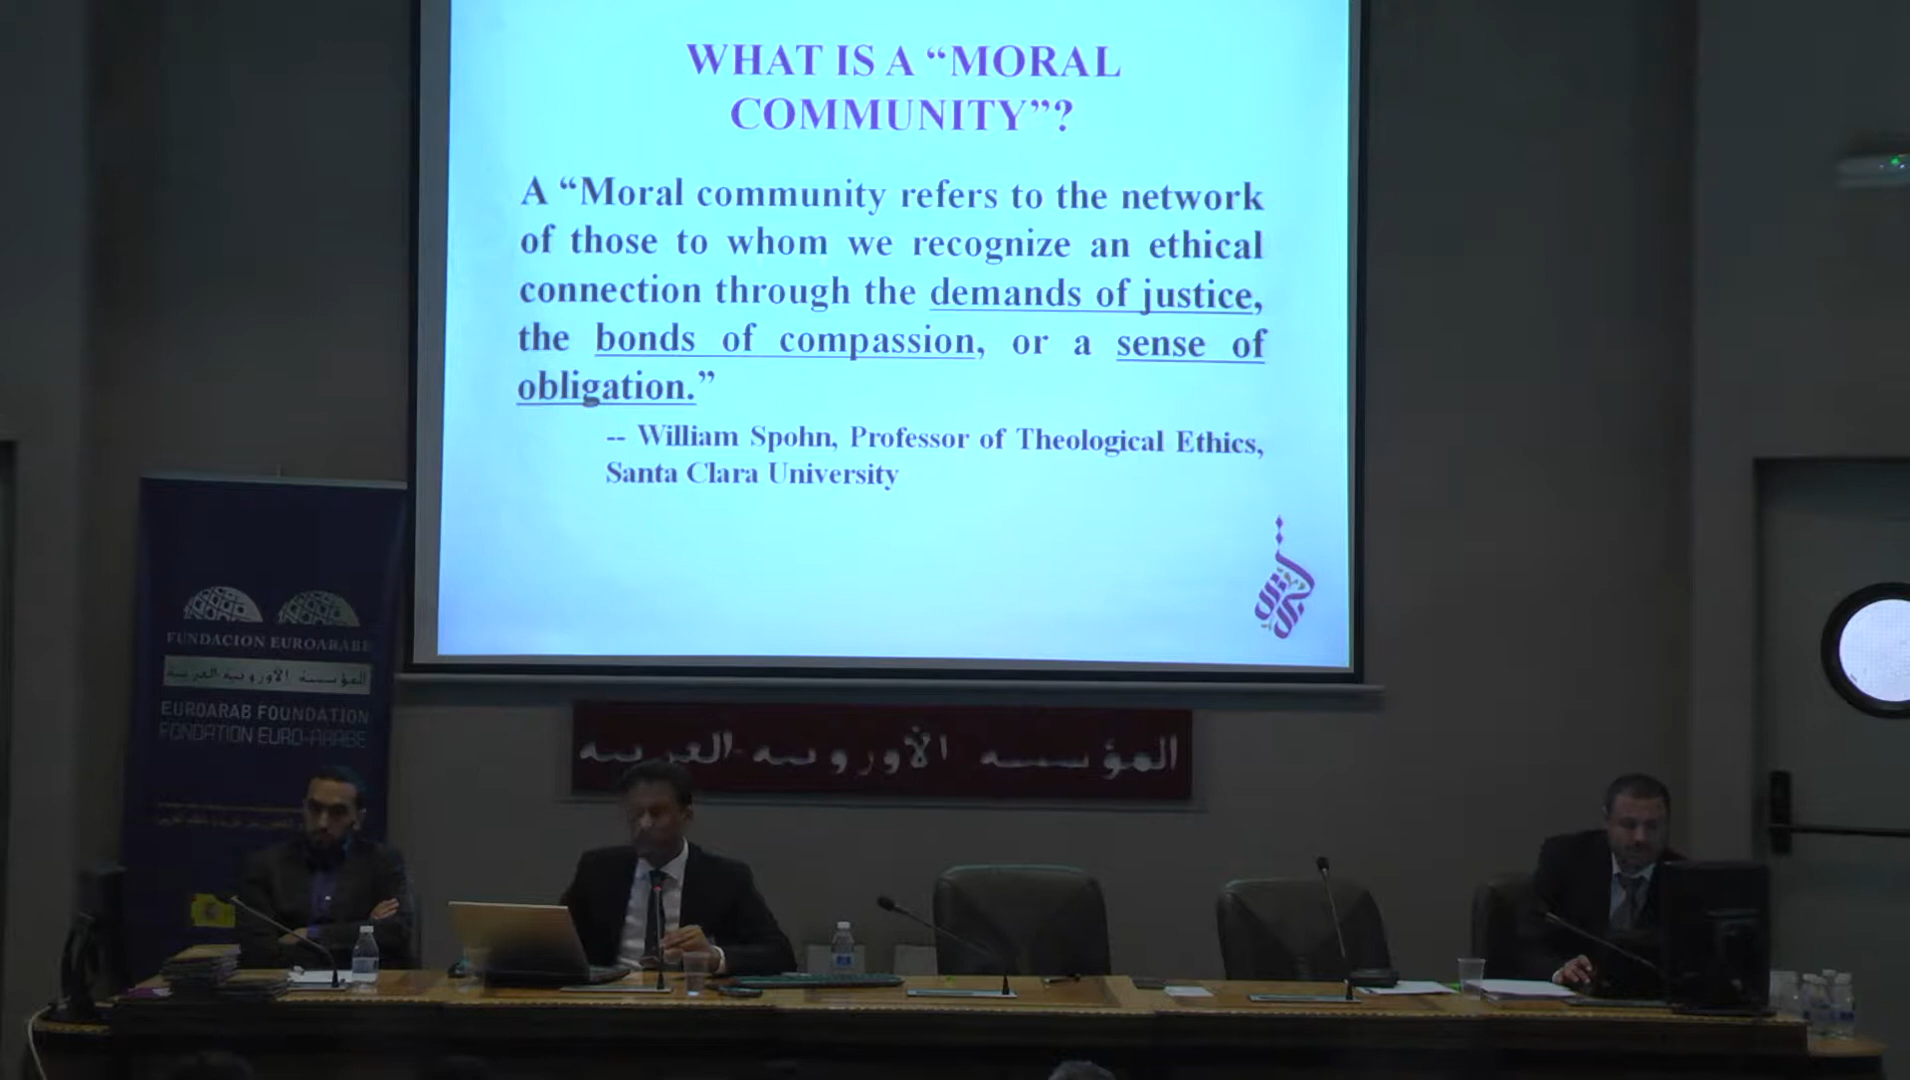 WHAT IS A “MORAL
COMMUNITY”?
A “Moral community refers to the network
of those to whom we recognize an ethical
connection through the demands of justice,
the bonds of compassion, or a sense of
obligation.”
-- William Spohn, Professor of Theological Ethics,
Santa Clara University
FUNDACION EUROARABE
المؤسسة الأوروبية-العربية
EUROARAB FOUNDATION
FONDATION EURO-ARABE
المؤسسة الأوروبية-العربية